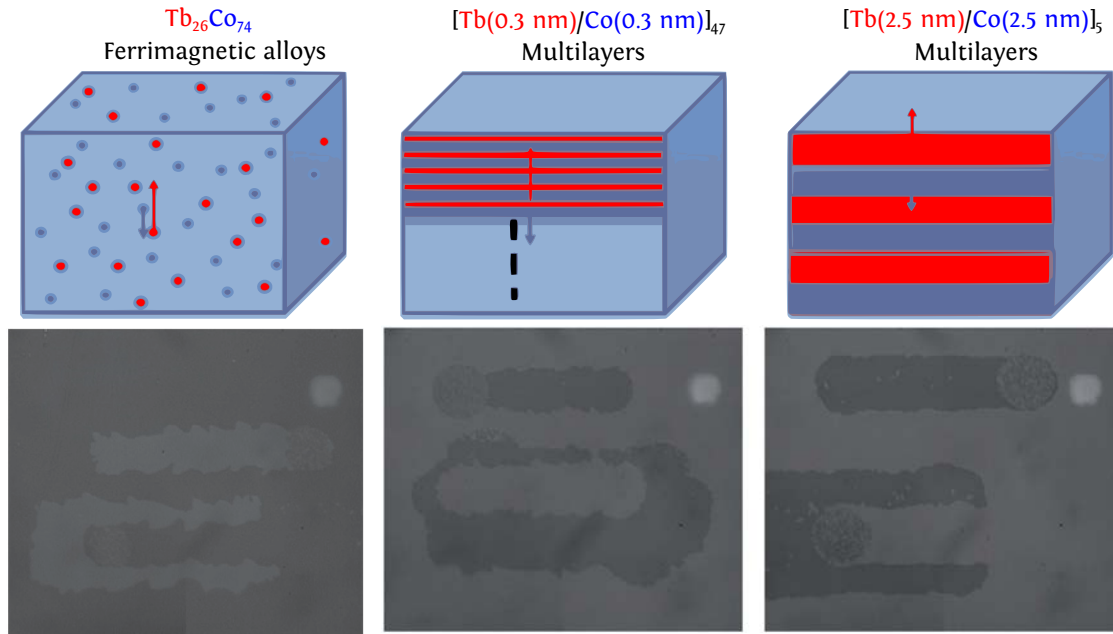 Tb₂₆Co₇₄
Ferrimagnetic alloys
[Tb(0.3 nm)/Co(0.3 nm)]₄₇
Multilayers
[Tb(2.5 nm)/Co(2.5 nm)]₅
Multilayers